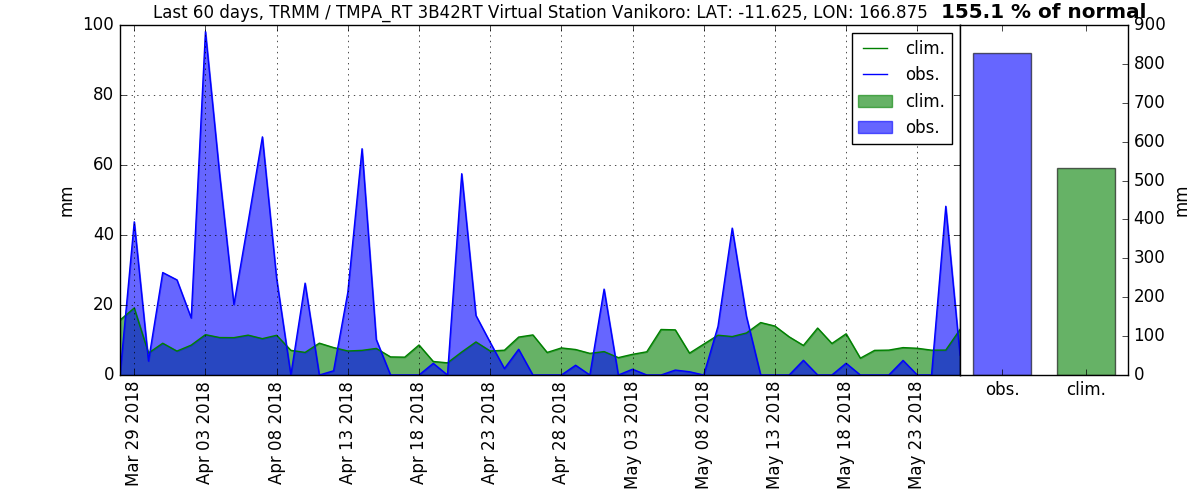 Last 60 days, TRMM / TMPA_RT 3B42RT Virtual Station Vanikoro: LAT: -11.625, LON: 166.875 155.1 % of normal
100
80
60
40
20
0
mm
clim.
obs.
clim.
obs.
Mar 29 2018
Apr 03 2018
Apr 08 2018
Apr 13 2018
Apr 18 2018
Apr 23 2018
Apr 28 2018
May 03 2018
May 08 2018
May 13 2018
May 18 2018
May 23 2018
900
800
700
600
500
400
300
200
100
0
mm
obs.
clim.